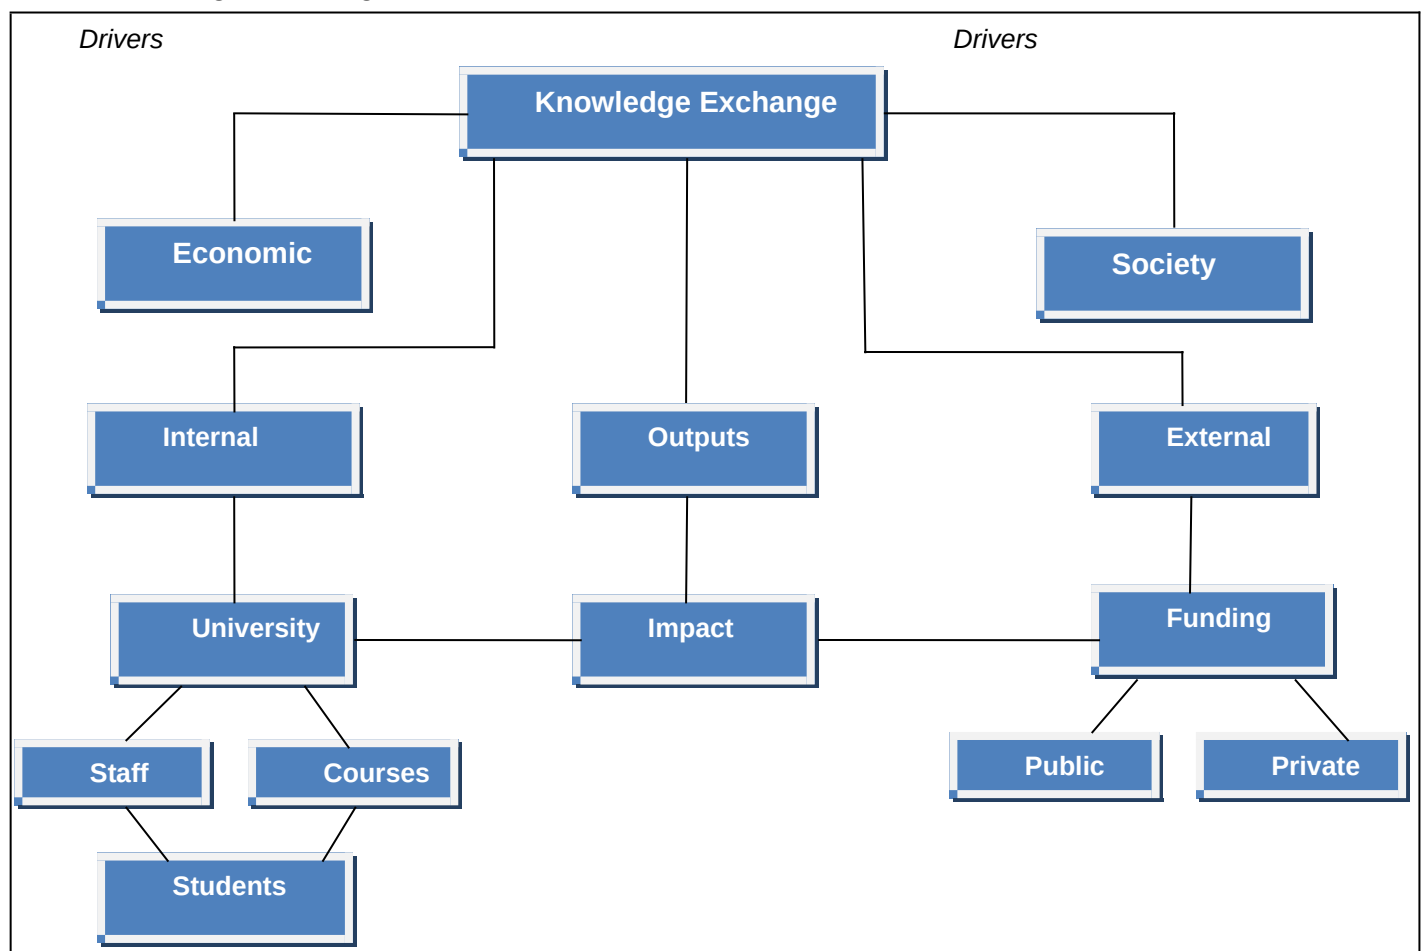 Drivers
Drivers
Knowledge Exchange
Economic
Society
Internal
Outputs
External
University
Impact
Funding
Staff
Courses
Public
Private
Students